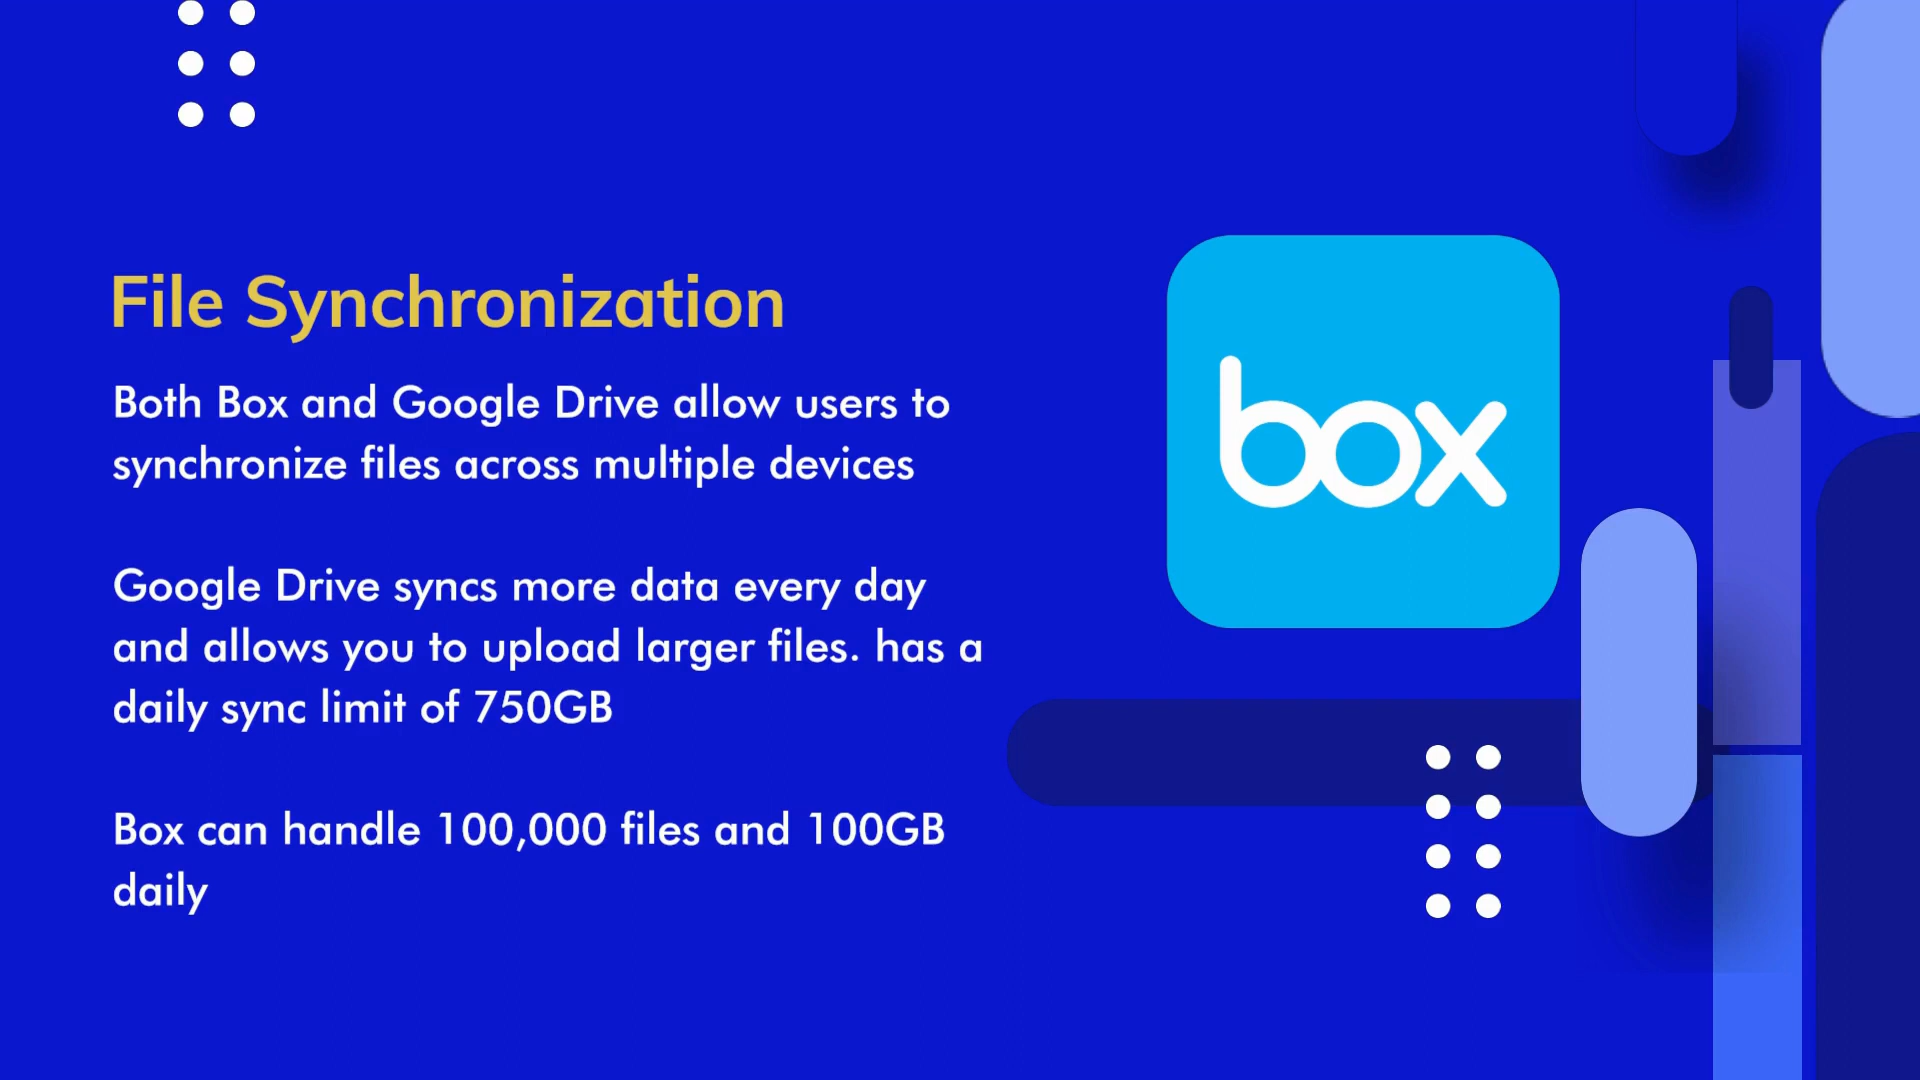 File Synchronization
Both Box and Google Drive allow users to
synchronize files across multiple devices
Google Drive syncs more data every day
and allows you to upload larger files. has a
daily sync limit of 750GB
Box can handle 100,000 files and 100GB
daily
box